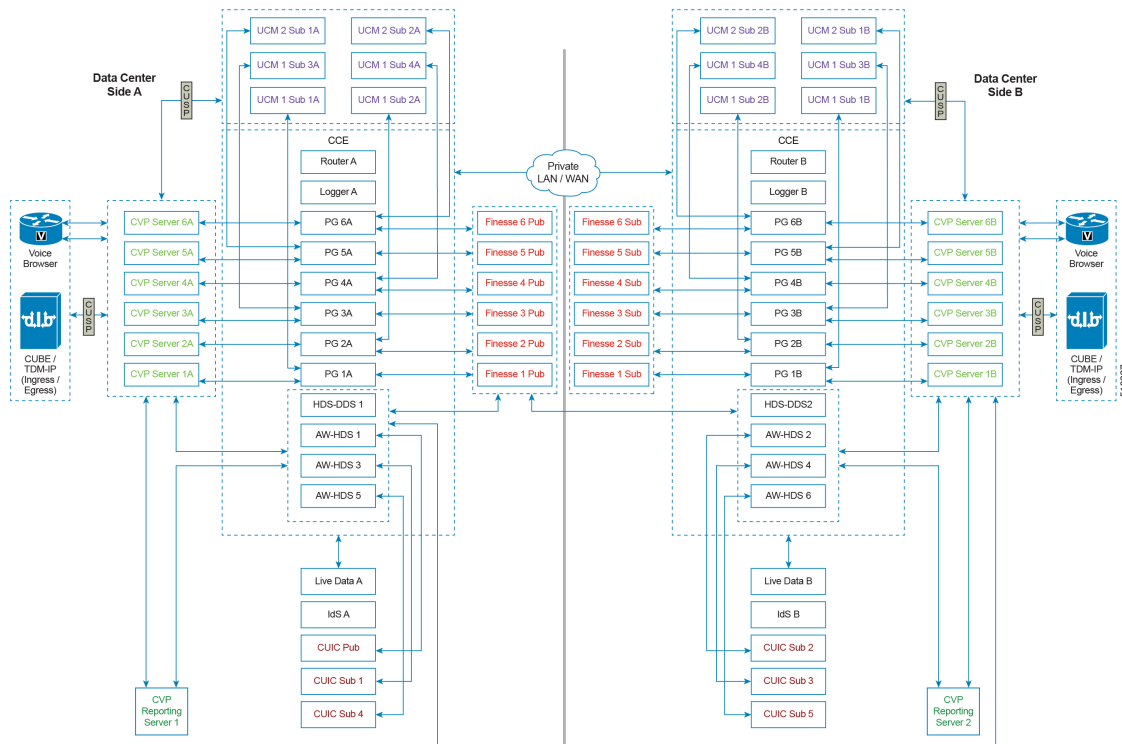 UCM 2 Sub 1A
UCM 2 Sub 2A
UCM 1 Sub 3A
UCM 1 Sub 4A
UCM 1 Sub 1A
UCM 1 Sub 2A
Data Center
Side A
CUSP
CCE
Router A
Logger A
PG 6A
PG 5A
PG 4A
PG 3A
PG 2A
PG 1A
HDS-DDS 1
AW-HDS 1
AW-HDS 3
AW-HDS 5
CVP Server 6A
CVP Server 5A
CVP Server 4A
CVP Server 3A
CVP Server 2A
CVP Server 1A
V
Voice
Browser
CUSP
CUBE /
TDM-IP
(Ingress /
Egress)
Finesse 6 Pub
Finesse 5 Pub
Finesse 4 Pub
Finesse 3 Pub
Finesse 2 Pub
Finesse 1 Pub
Live Data A
IdS A
CUIC Pub
CUIC Sub 1
CUIC Sub 4
CVP
Reporting
Server 1
Private
LAN / WAN
UCM 2 Sub 2B
UCM 2 Sub 1B
UCM 1 Sub 4B
UCM 1 Sub 3B
UCM 1 Sub 2B
UCM 1 Sub 1B
Data Center
Side B
CUSP
CCE
Router B
Logger B
PG 6B
PG 5B
PG 4B
PG 3B
PG 2B
PG 1B
HDS-DDS2
AW-HDS 2
AW-HDS 4
AW-HDS 6
Finesse 6 Sub
Finesse 5 Sub
Finesse 4 Sub
Finesse 3 Sub
Finesse 2 Sub
Finesse 1 Sub
CVP Server 6B
CVP Server 5B
CVP Server 4B
CVP Server 3B
CVP Server 2B
CVP Server 1B
V
Voice
Browser
CUSP
CUBE /
TDM-IP
(Ingress /
Egress)
Live Data B
IdS B
CUIC Sub 2
CUIC Sub 3
CUIC Sub 5
CVP
Reporting
Server 2